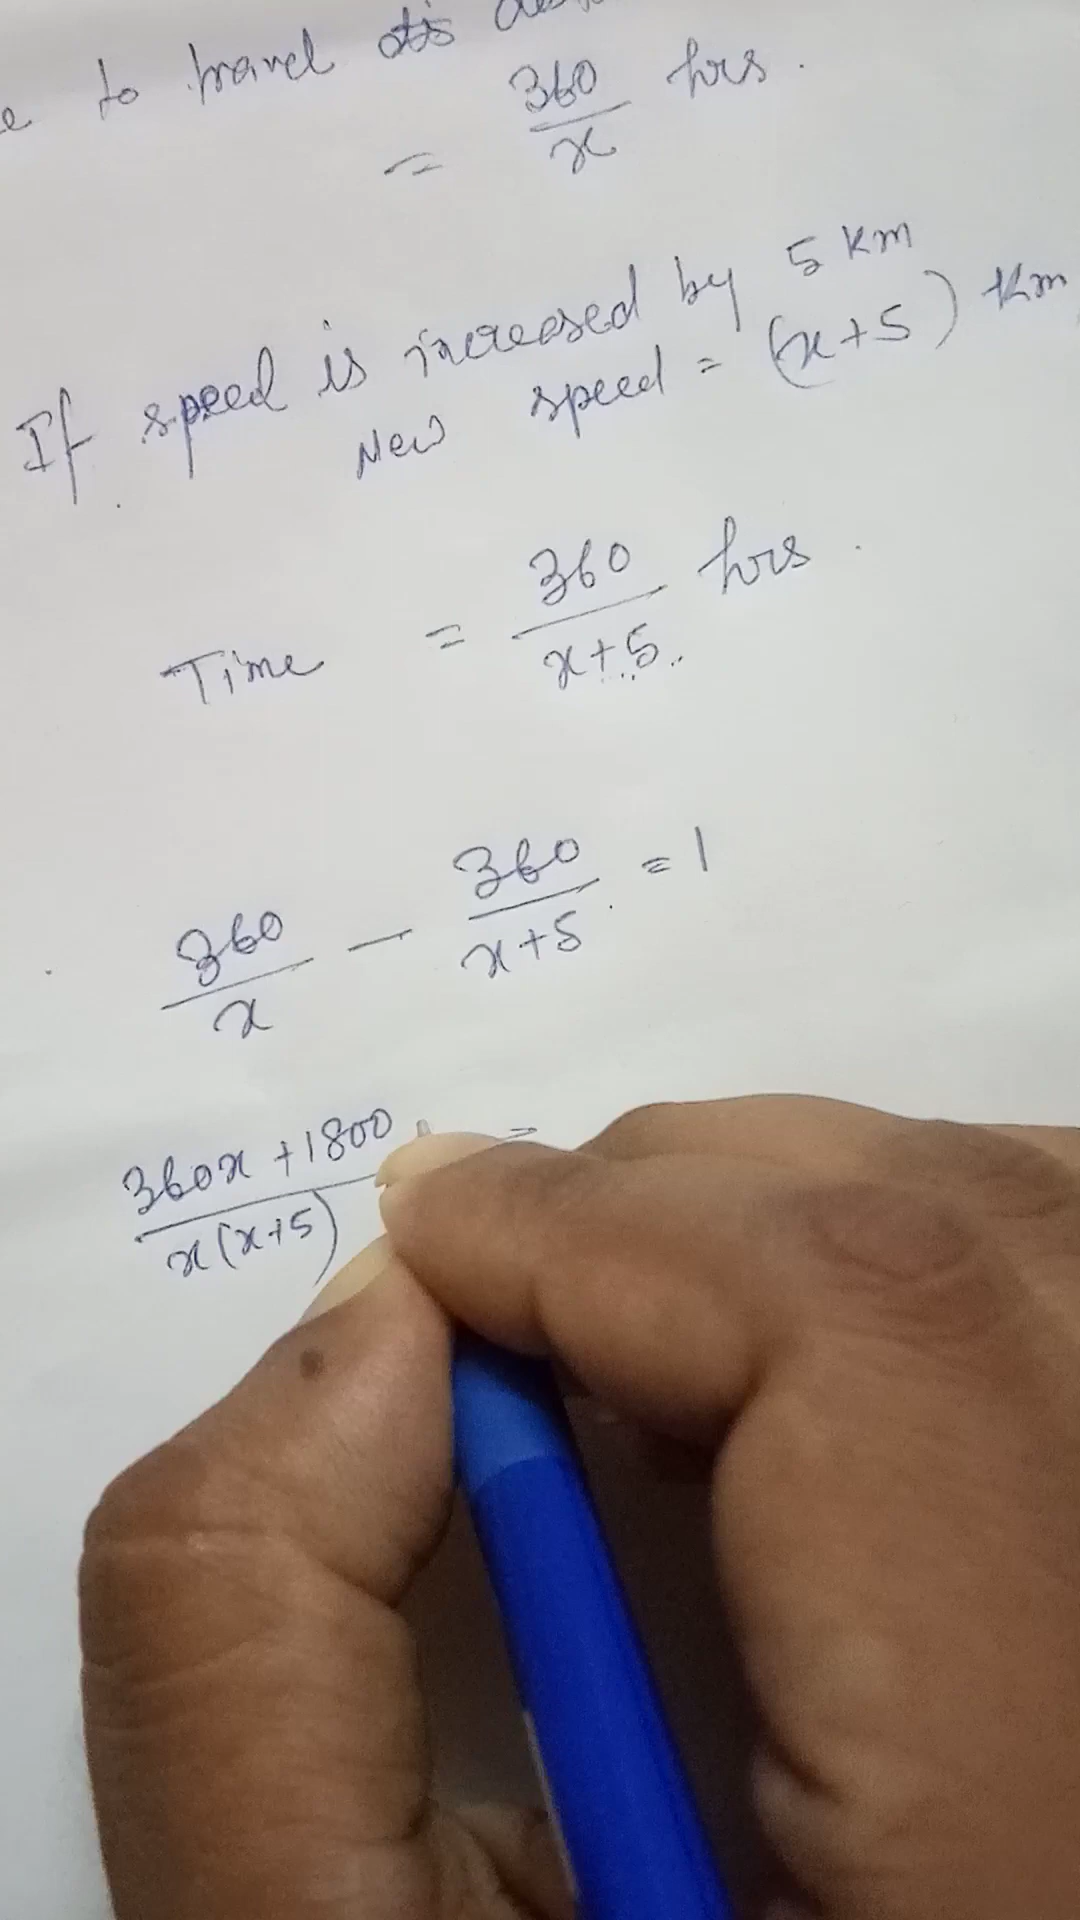 to travel
= 360/x hrs.
If speed is increased by 5 Km
New speed = (x+5) Km
Time = 360/x+5 hrs.
360/x - 360/x+5 = 1
360x +1800 =
x(x+5)